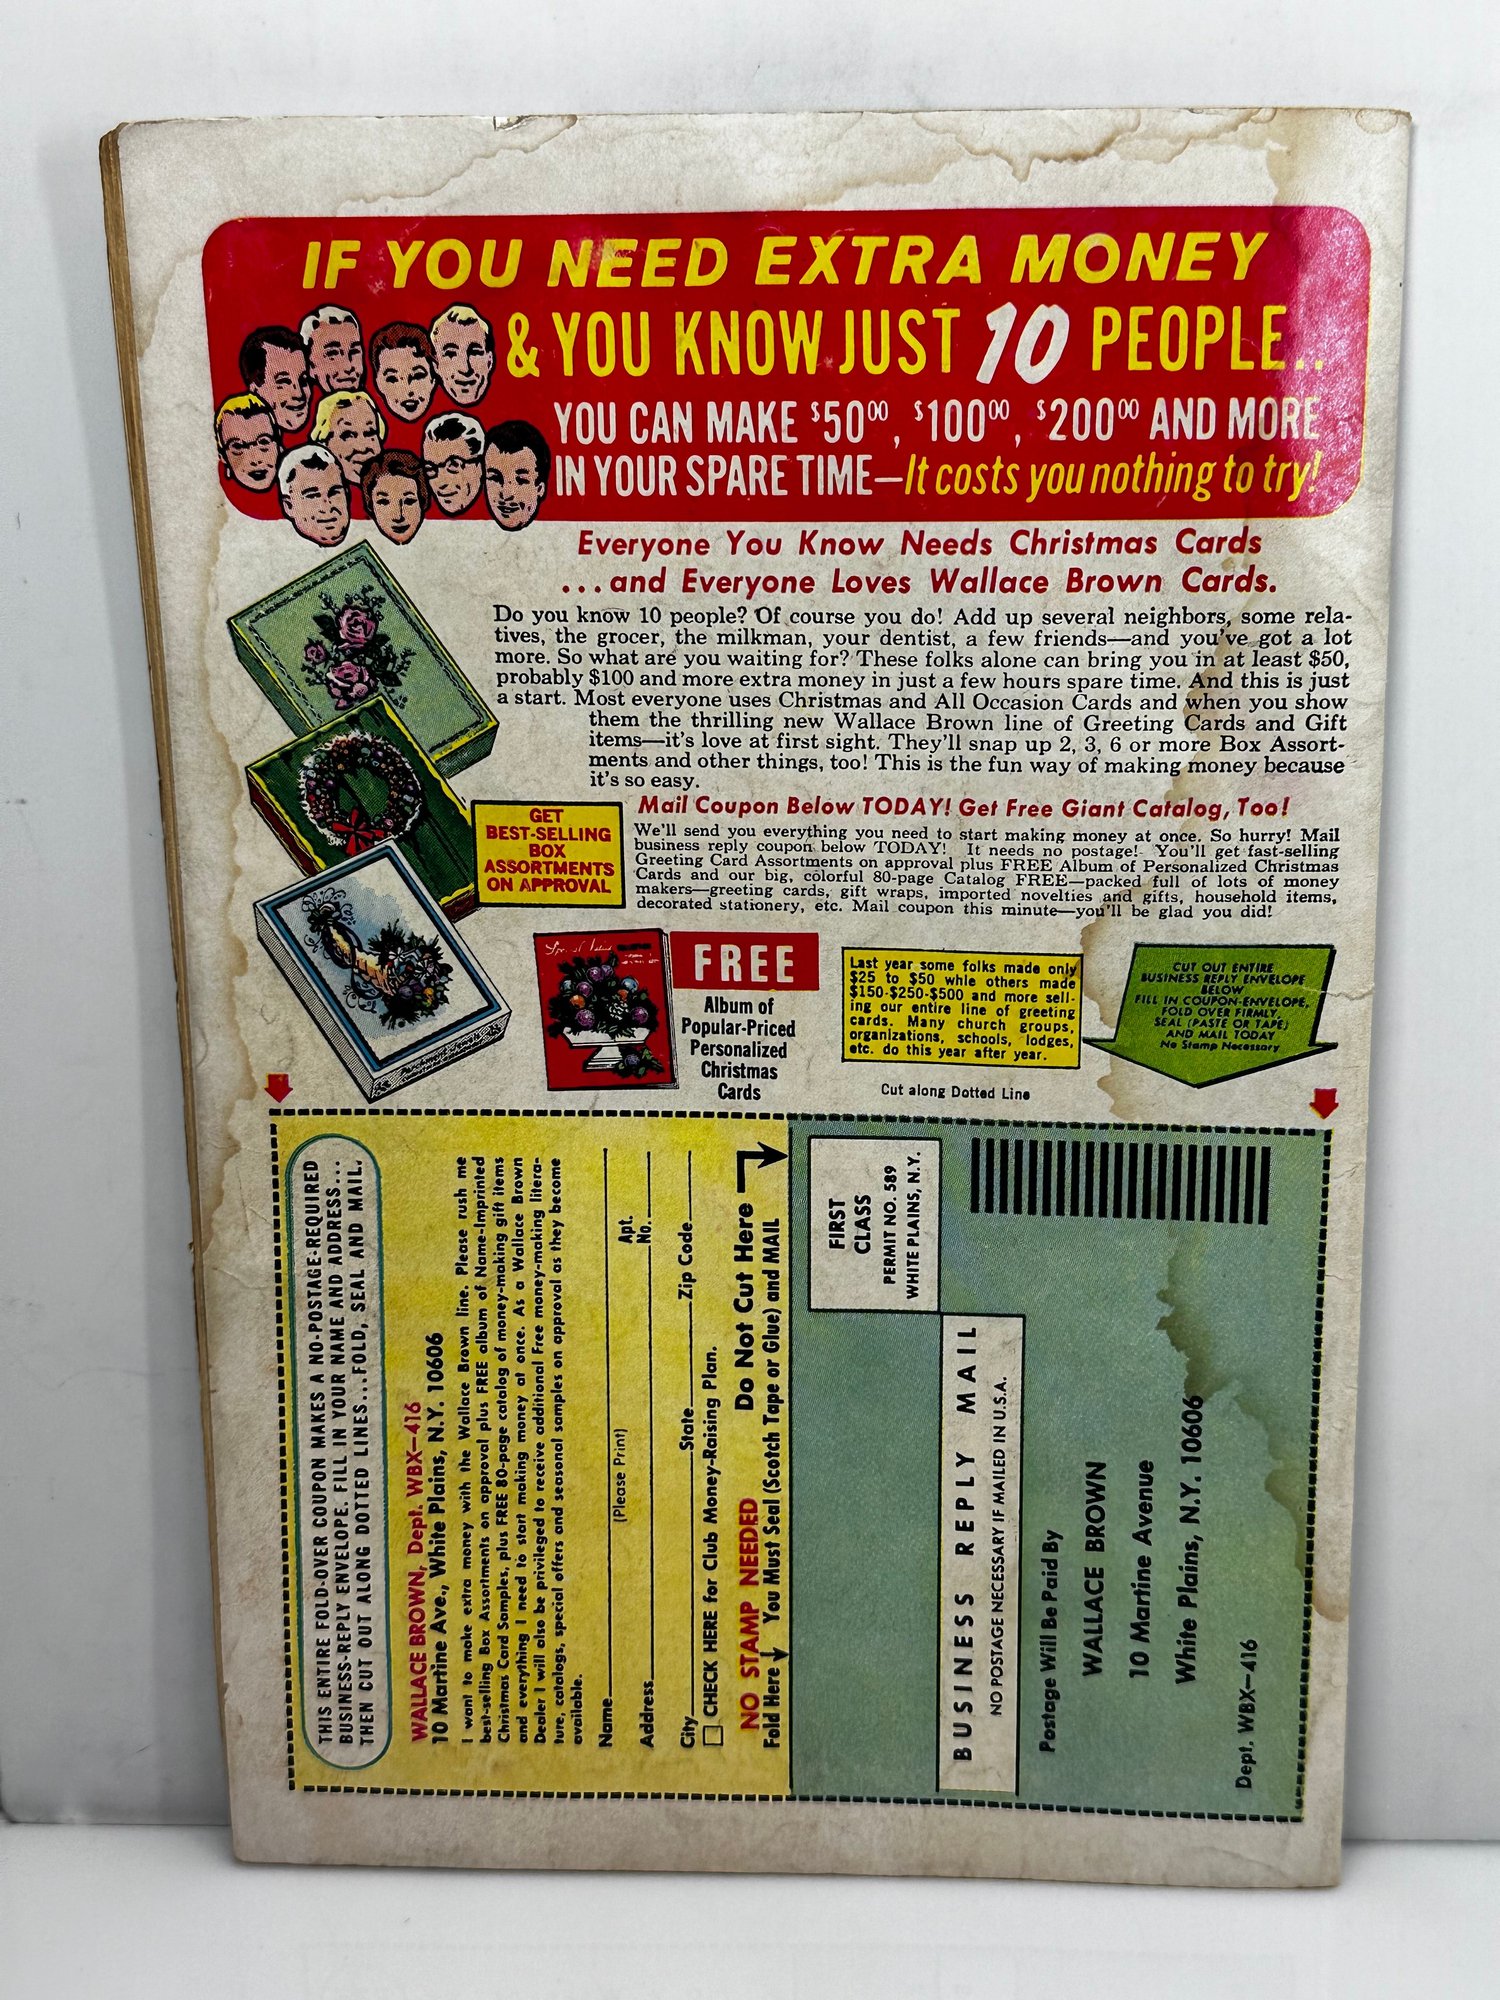 IF YOU NEED EXTRA MONEY
& YOU KNOW JUST 10 PEOPLE..
YOU CAN MAKE $50⁰⁰, $100⁰⁰, $200⁰⁰ AND MORE
IN YOUR SPARE TIME—It costs you nothing to try!
Everyone You Know Needs Christmas Cards
...and Everyone Loves Wallace Brown Cards.
Do you know 10 people? Of course you do! Add up several neighbors, some rela-
tives, the grocer, the milkman, your dentist, a few friends—and you've got a lot
more. So what are you waiting for? These folks alone can bring you in at least $50,
probably $100 and more extra money in just a few hours spare time. And this is just
a start. Most everyone uses Christmas and All Occasion Cards and when you show
them the thrilling new Wallace Brown line of Greeting Cards and Gift
items—it's love at first sight. They'll snap up 2, 3, 6 or more Box Assort-
ments and other things, too! This is the fun way of making money because
it's so easy.
GET
BEST-SELLING
BOX
ASSORTMENTS
ON APPROVAL
Mail Coupon Below TODAY! Get Free Giant Catalog, Too!
We'll send you everything you need to start making money at once. So hurry! Mail
business reply coupon below TODAY! It needs no postage! You'll get fast-selling
Greeting Card Assortments on approval plus FREE Album of Personalized Christmas
Cards and our big, colorful 80-page Catalog FREE—packed full of lots of money
makers—greeting cards, gift wraps, imported novelties and gifts, household items,
decorated stationery, etc. Mail coupon this minute—you'll be glad you did!
FREE
Album of
Popular-Priced
Personalized
Christmas
Cards
Last year some folks made only
$25 to $50 whle others made
$150-$250-$500 and more sell-
ing our entire line of greeting
cards. Many church groups,
organizations, schools, lodges,
etc. do this year after year.
CUT OUT ENTIRE
BUSINESS REPLY ENVELOPE
BELOW
FILL IN COUPON-ENVELOPE,
FOLD OVER FIRMLY,
SEAL (PASTE OR TAPE)
AND MAIL TODAY
No Stamp Necessary
Cut along Dotted Line
THIS ENTIRE FOLD-OVER COUPON MAKES A NO-POSTAGE-REQUIRED
BUSINESS-REPLY ENVELOPE. FILL IN YOUR NAME AND ADDRESS...
THEN CUT OUT ALONG DOTTED LINES...FOLD, SEAL AND MAIL.
WALLACE BROWN, Dept. WBX—416
10 Martine Ave., White Plains, N.Y. 10606
I want to make extra money with the Wallace Brown line. Please rush me
best-selling Box Assortments on approval plus FREE album of Name-Imprinted
Christmas Card Samples, plus FREE 80-page catalog of money-making gift items
and everything I need to start making money at once. As a Wallace Brown
Dealer I will also be privileged to receive additional Free money-making litera-
ture, catalogs, special offers and seasonal samples on approval as they become
available.
Name
(Please Print)
Apt.
Address No.
City State Zip Code
CHECK HERE for Club Money-Raising Plan.
NO STAMP NEEDED Do Not Cut Here
Fold Here You Must Seal (Scotch Tape or Glue) and MAIL
FIRST
CLASS
PERMIT NO. 589
WHITE PLAINS, N.Y.
BUSINESS REPLY MAIL
NO POSTAGE NECESSARY IF MAILED IN U.S.A.
Postage Will Be Paid By
WALLACE BROWN
10 Martine Avenue
White Plains, N.Y. 10606
Dept. WBX—416